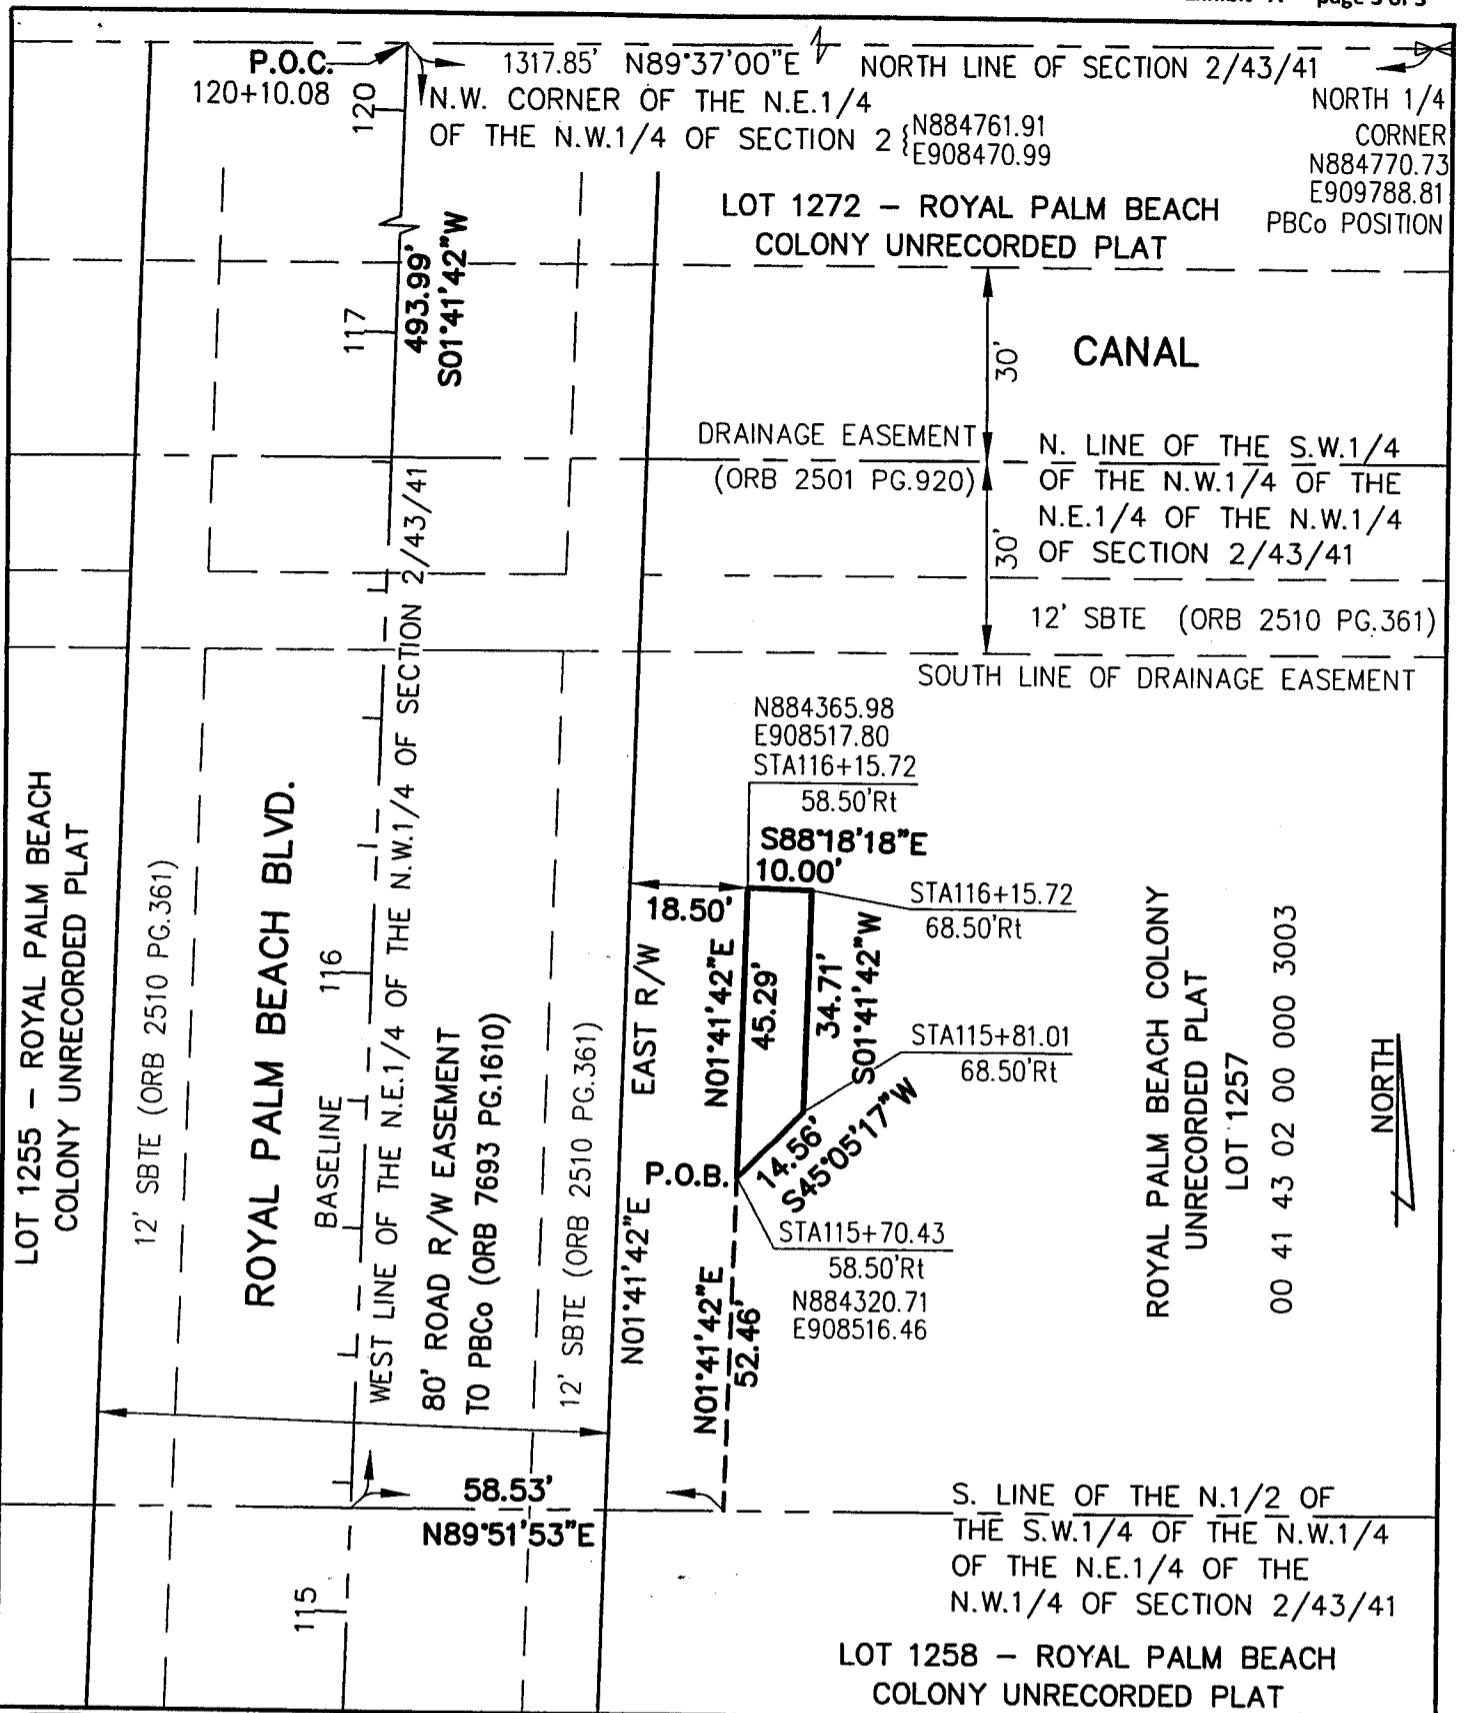 Exhibit "A" page 3 of 3
P.O.C.
120+10.08
120
1317.85' N89°37'00"E
NORTH LINE OF SECTION 2/43/41
N.W. CORNER OF THE N.E.1/4
OF THE N.W.1/4 OF SECTION 2 {
N884761.91
E908470.99
NORTH 1/4
CORNER
N884770.73
E909788.81
PBCo POSITION
LOT 1272 – ROYAL PALM BEACH
COLONY UNRECORDED PLAT
493.99'
S01°41'42"W
117
30'
CANAL
DRAINAGE EASEMENT
(ORB 2501 PG.920)
N. LINE OF THE S.W.1/4
OF THE N.W.1/4 OF THE
N.E.1/4 OF THE N.W.1/4
OF SECTION 2/43/41
30'
12' SBTE (ORB 2510 PG.361)
SOUTH LINE OF DRAINAGE EASEMENT
N884365.98
E908517.80
STA116+15.72
58.50'Rt
S88°18'18"E
10.00'
18.50'
STA116+15.72
68.50'Rt
LOT 1255 – ROYAL PALM BEACH
COLONY UNRECORDED PLAT
12' SBTE (ORB 2510 PG.361)
ROYAL PALM BEACH BLVD.
116
BASELINE
WEST LINE OF THE N.E.1/4 OF THE N.W.1/4 OF SECTION 2/43/41
80' ROAD R/W EASEMENT
TO PBCo (ORB 7693 PG.1610)
12' SBTE (ORB 2510 PG.361)
N01°41'42"E EAST R/W
N01°41'42"E
45.29'
34.71'
S01°41'42"W
STA115+81.01
68.50'Rt
P.O.B.
14.56'
S45°05'17"W
STA115+70.43
58.50'Rt
N884320.71
E908516.46
N01°41'42"E
52.46'
ROYAL PALM BEACH COLONY
UNRECORDED PLAT
LOT 1257
00 41 43 02 00 000 3003
NORTH
58.53'
N89°51'53"E
115
S. LINE OF THE N.1/2 OF
THE S.W.1/4 OF THE N.W.1/4
OF THE N.E.1/4 OF THE
N.W.1/4 OF SECTION 2/43/41
LOT 1258 – ROYAL PALM BEACH
COLONY UNRECORDED PLAT